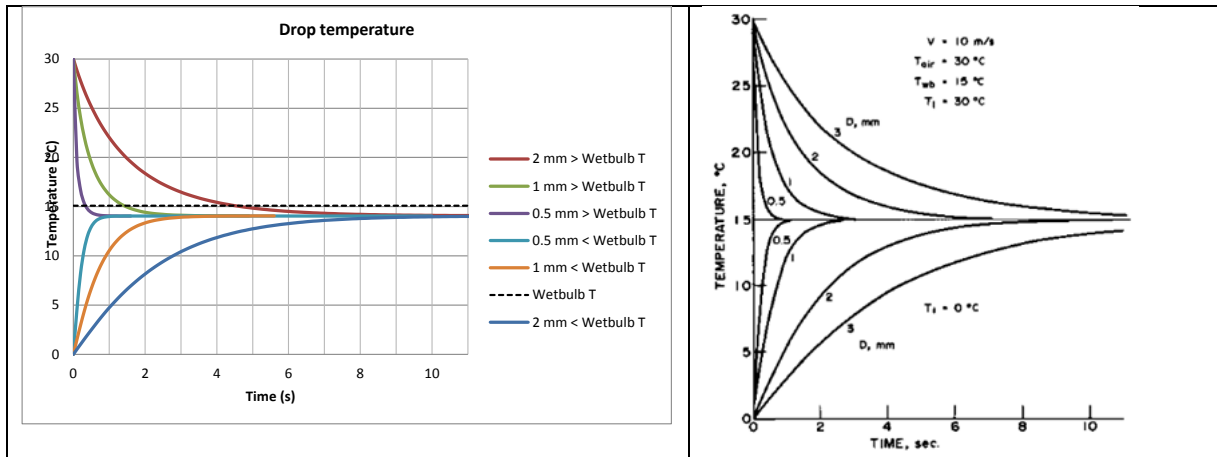 Drop temperature
30
25
20
15
10
5
0
Temperature (°C)
0 2 4 6 8 10
Time (s)
2 mm > Wetbulb T
1 mm > Wetbulb T
0.5 mm > Wetbulb T
0.5 mm < Wetbulb T
1 mm < Wetbulb T
Wetbulb T
2 mm < Wetbulb T
V = 10 m/s
Tair = 30 °C
Twb = 15 °C
Ti = 30 °C
30
25
20
15
10
5
0
TEMPERATURE, °C
D, mm
3
2
1
0.5
0.5
1
2
3
D, mm
Ti = 0 °C
0 2 4 6 8 10
TIME, sec.